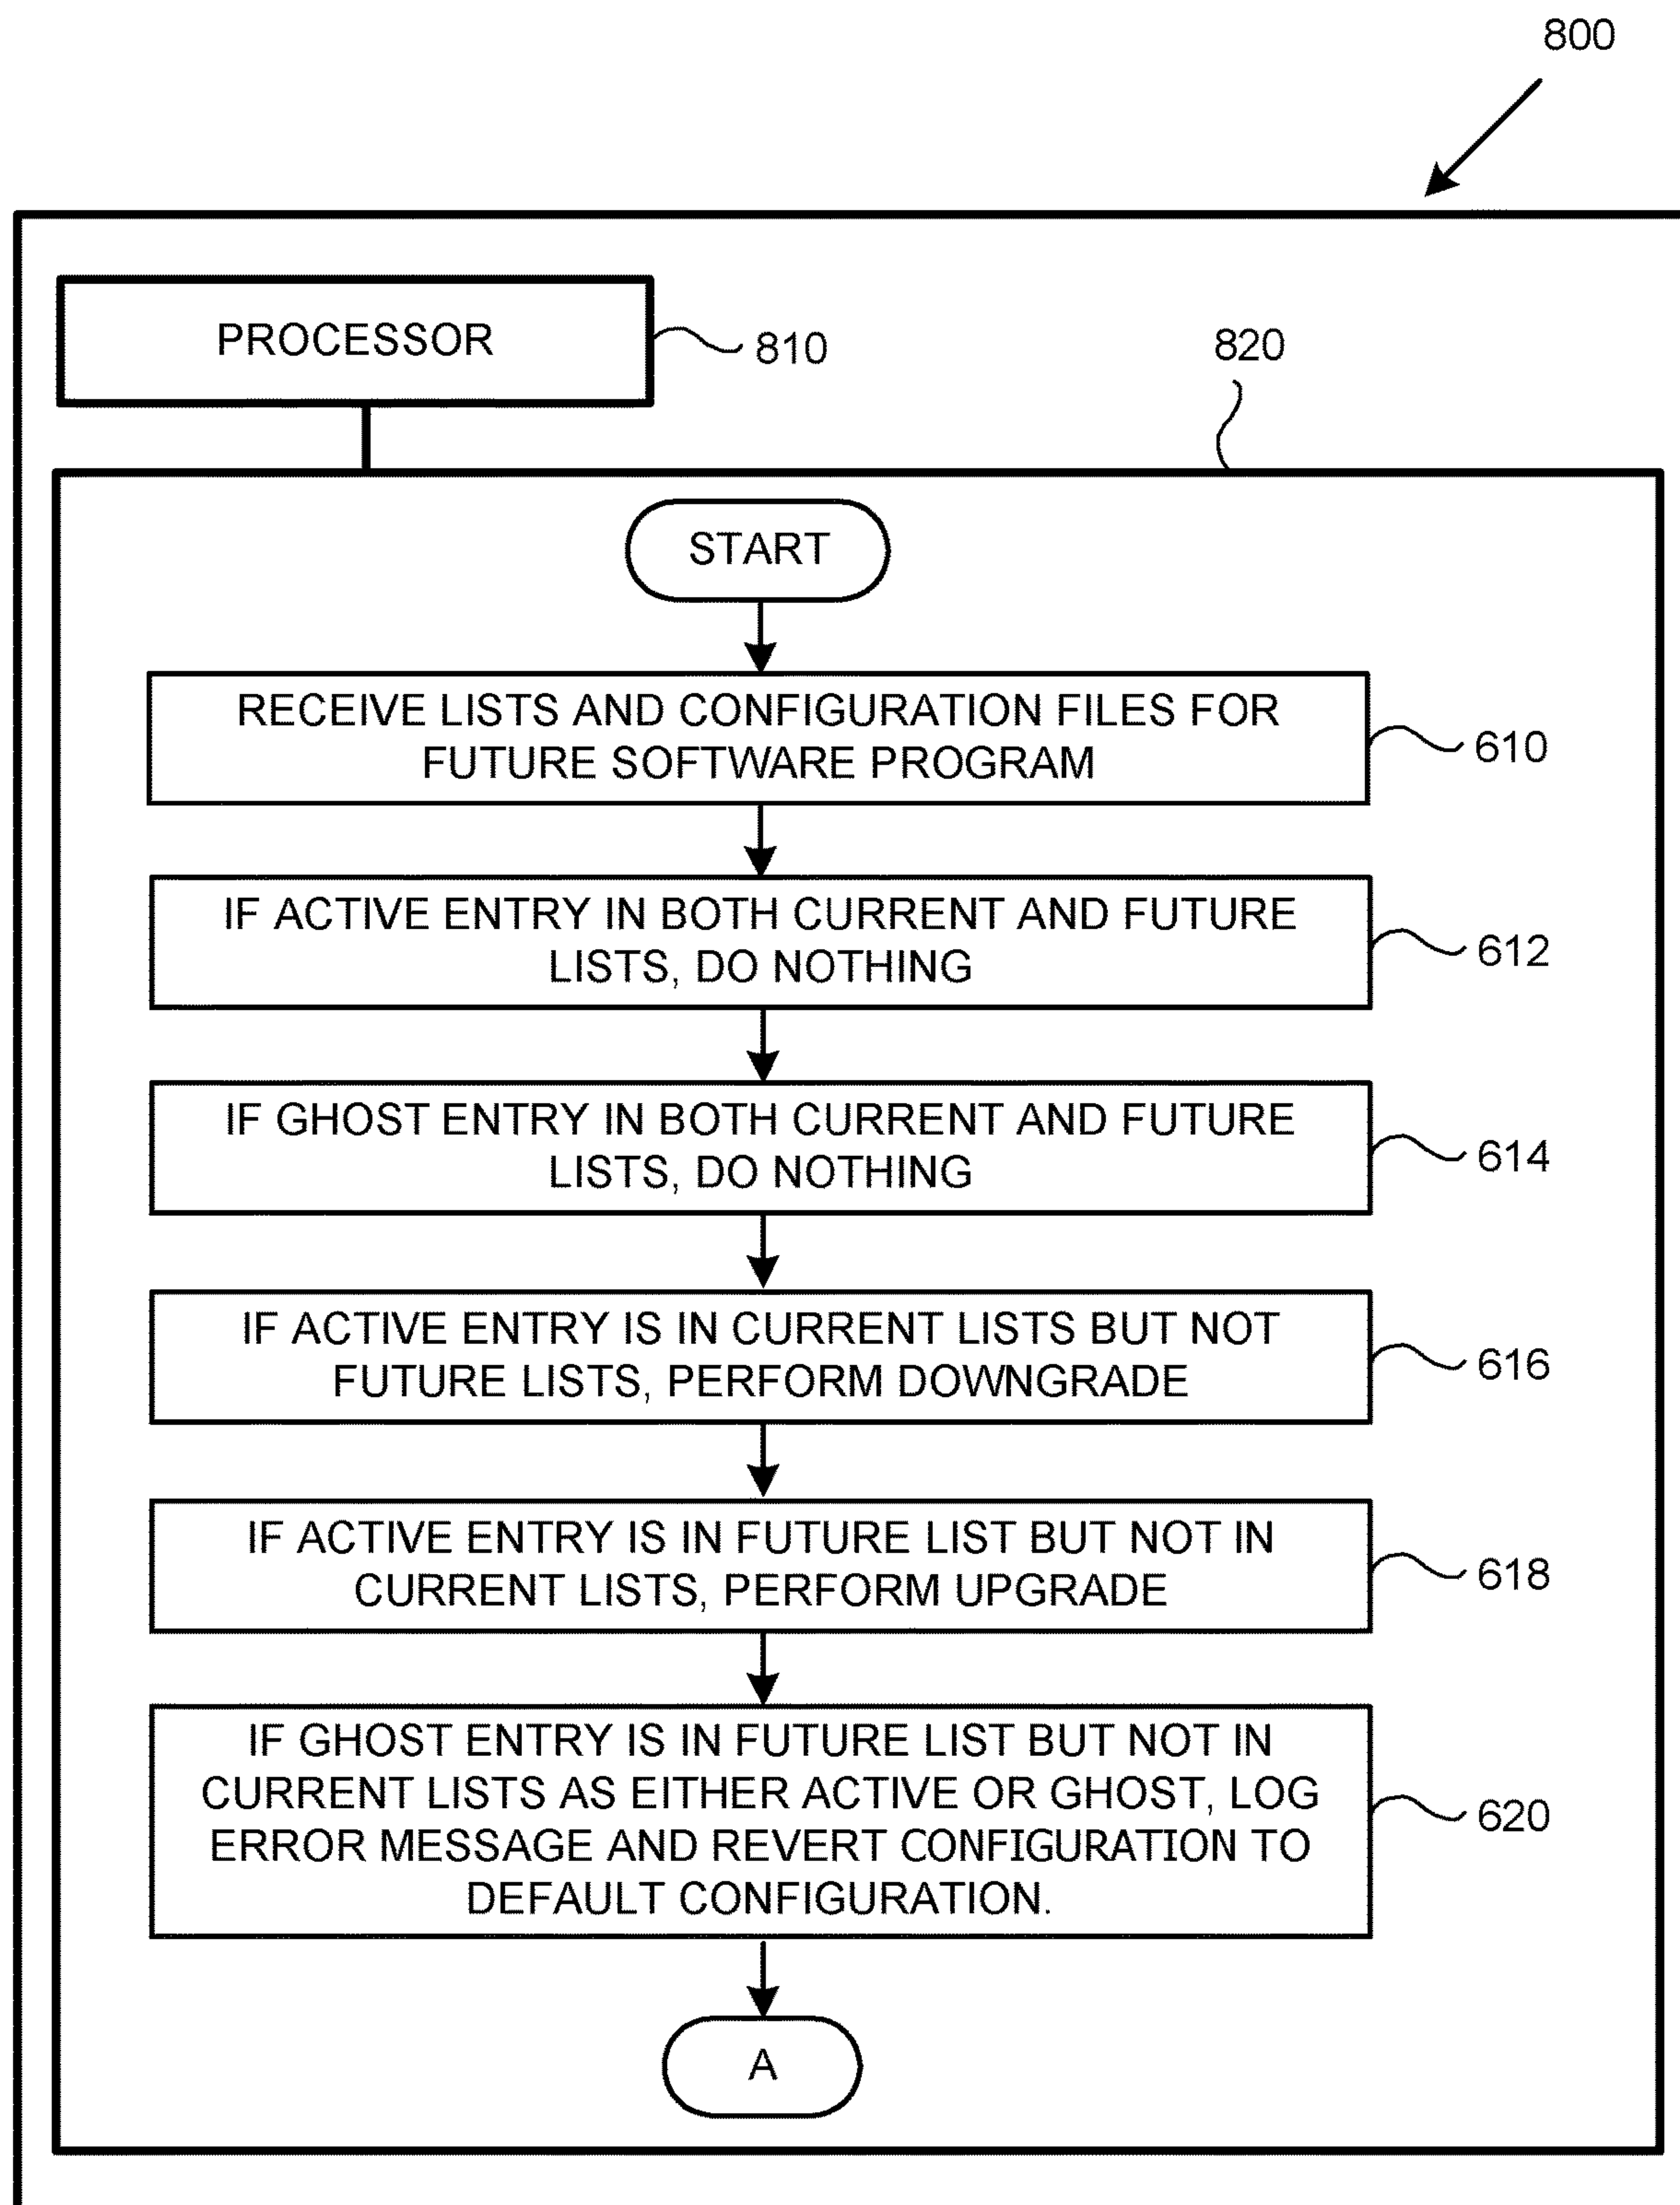 800
PROCESSOR
810
820
START
RECEIVE LISTS AND CONFIGURATION FILES FOR
FUTURE SOFTWARE PROGRAM
610
IF ACTIVE ENTRY IN BOTH CURRENT AND FUTURE
LISTS, DO NOTHING
612
IF GHOST ENTRY IN BOTH CURRENT AND FUTURE
LISTS, DO NOTHING
614
IF ACTIVE ENTRY IS IN CURRENT LISTS BUT NOT
FUTURE LISTS, PERFORM DOWNGRADE
616
IF ACTIVE ENTRY IS IN FUTURE LIST BUT NOT IN
CURRENT LISTS, PERFORM UPGRADE
618
IF GHOST ENTRY IS IN FUTURE LIST BUT NOT IN
CURRENT LISTS AS EITHER ACTIVE OR GHOST, LOG
ERROR MESSAGE AND REVERT CONFIGURATION TO
DEFAULT CONFIGURATION.
620
A